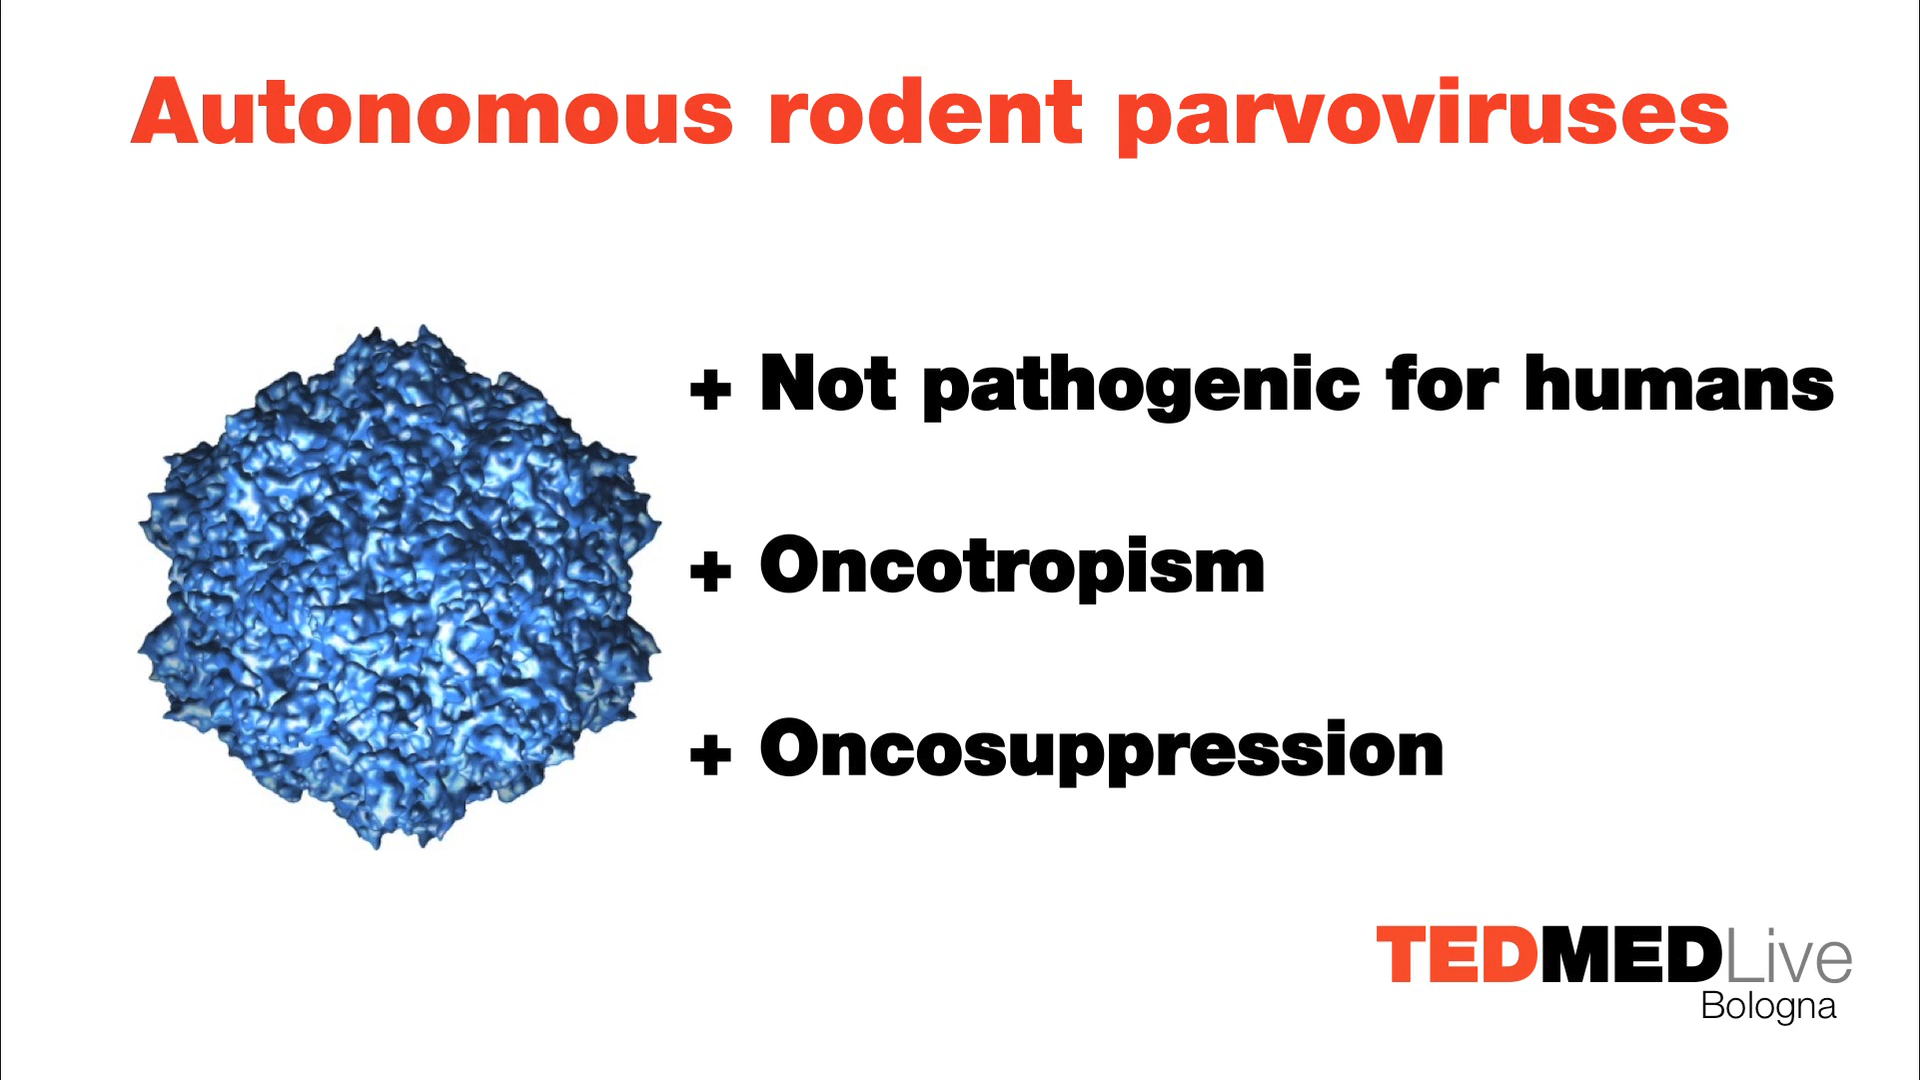 Autonomous rodent parvoviruses
+ Not pathogenic for humans
+ Oncotropism
+ Oncosuppression
TEDMEDLive
Bologna